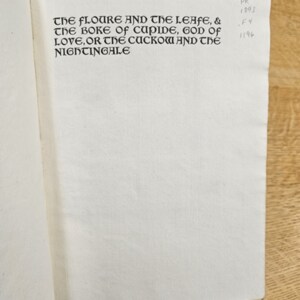 THE FLOURE AND THE LEAFE, &
THE BOKE OF CUPIDE, GOD OF
LOVE, OR THE CUCKOW AND THE
NIGHTINGALE